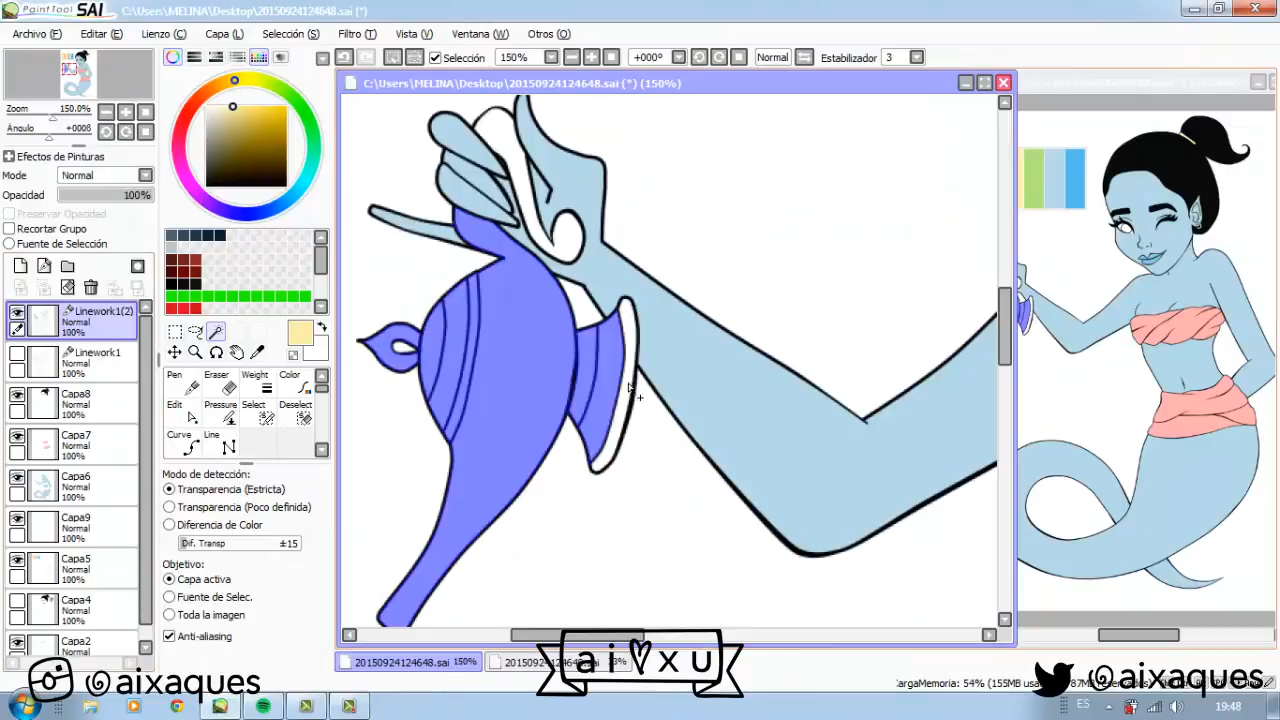 PaintTool SAI C:\Users\MELINA\Desktop\20150924124648.sai (*)
Archivo (F) Editar (E) Lienzo (C) Capa (L) Selección (S) Filtro (T) Vista (V) Ventana (W) Otros (O)
Selección 150% +000° Normal Estabilizador 3
C:\Users\MELINA\Desktop\20150924124648.sai (*) (150%)
Zoom 150.0%
Ángulo
Efectos de Pinturas
Mode Normal
Opacidad 100%
Preservar Opacidad
Recortar Grupo
Fuente de Selección
Linework1(2)
Normal
100%
Linework1
Normal
100%
Capa8
Normal
100%
Capa7
Normal
100%
Capa6
Normal
100%
Capa9
Normal
100%
Capa5
Normal
100%
Capa4
Normal
100%
Capa2
Normal
Pen Eraser Weight Color
Edit Pressure Select Deselect
Curve Line
Modo de detección:
Transparencia (Estricta)
Transparencia (Poco definida)
Diferencia de Color
Dif. Transp ±15
Objetivo:
Capa activa
Fuente de Selec.
Toda la imagen
Anti-aliasing
20150924124648.sai 150%
20150924124648.sai
ai xu
@aixaques
@aixaques
argaMemoria: 54% (155MB
ES 19:48